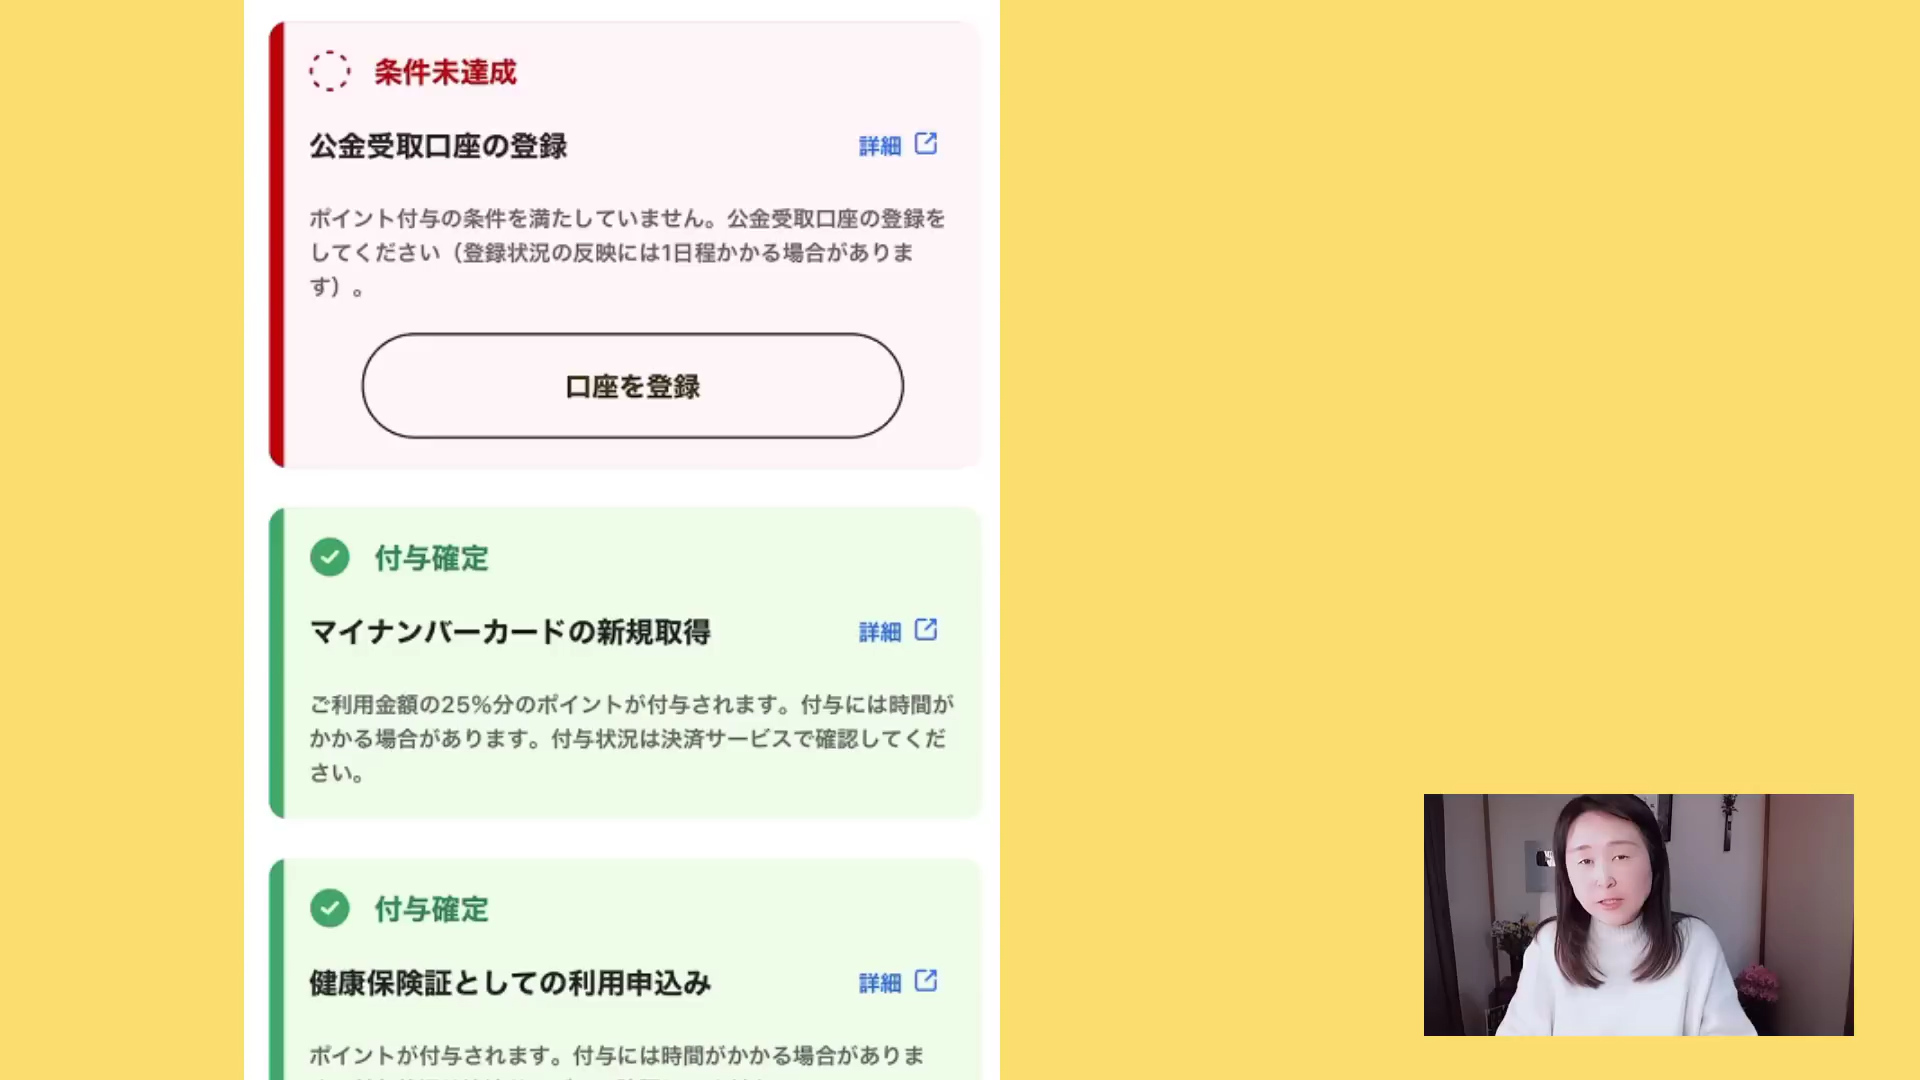 条件未達成
公金受取口座の登録 詳細
ポイント付与の条件を満たしていません。公金受取口座の登録を
してください（登録状況の反映には1日程かかる場合がありま
す）。
口座を登録
付与確定
マイナンバーカードの新規取得 詳細
ご利用金額の25%分のポイントが付与されます。付与には時間が
かかる場合があります。付与状況は決済サービスで確認してくだ
さい。
付与確定
健康保険証としての利用申込み 詳細
ポイントが付与されます。付与には時間がかかる場合がありま